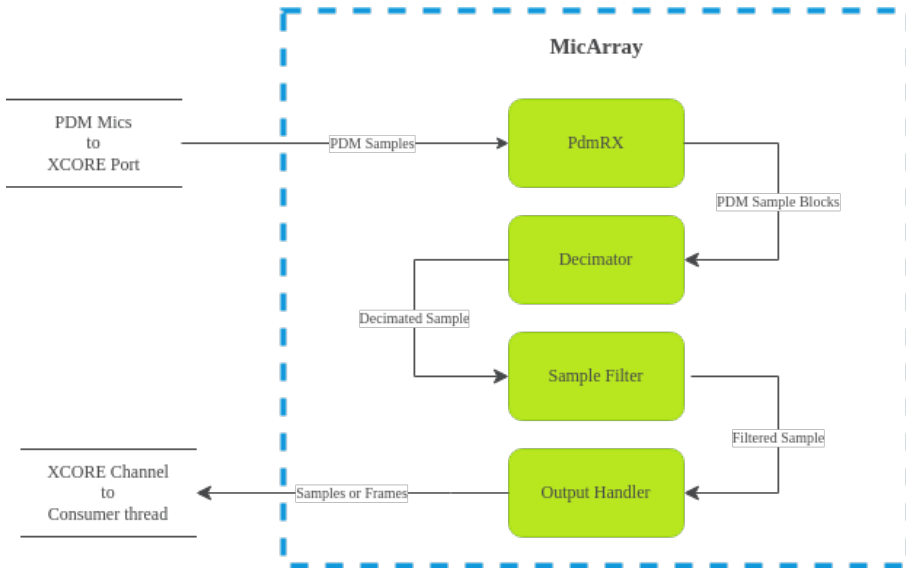 MicArray
PDM Mics
to
XCORE Port
PDM Samples
PdmRX
PDM Sample Blocks
Decimator
Decimated Sample
Sample Filter
Filtered Sample
XCORE Channel
to
Consumer thread
Samples or Frames
Output Handler